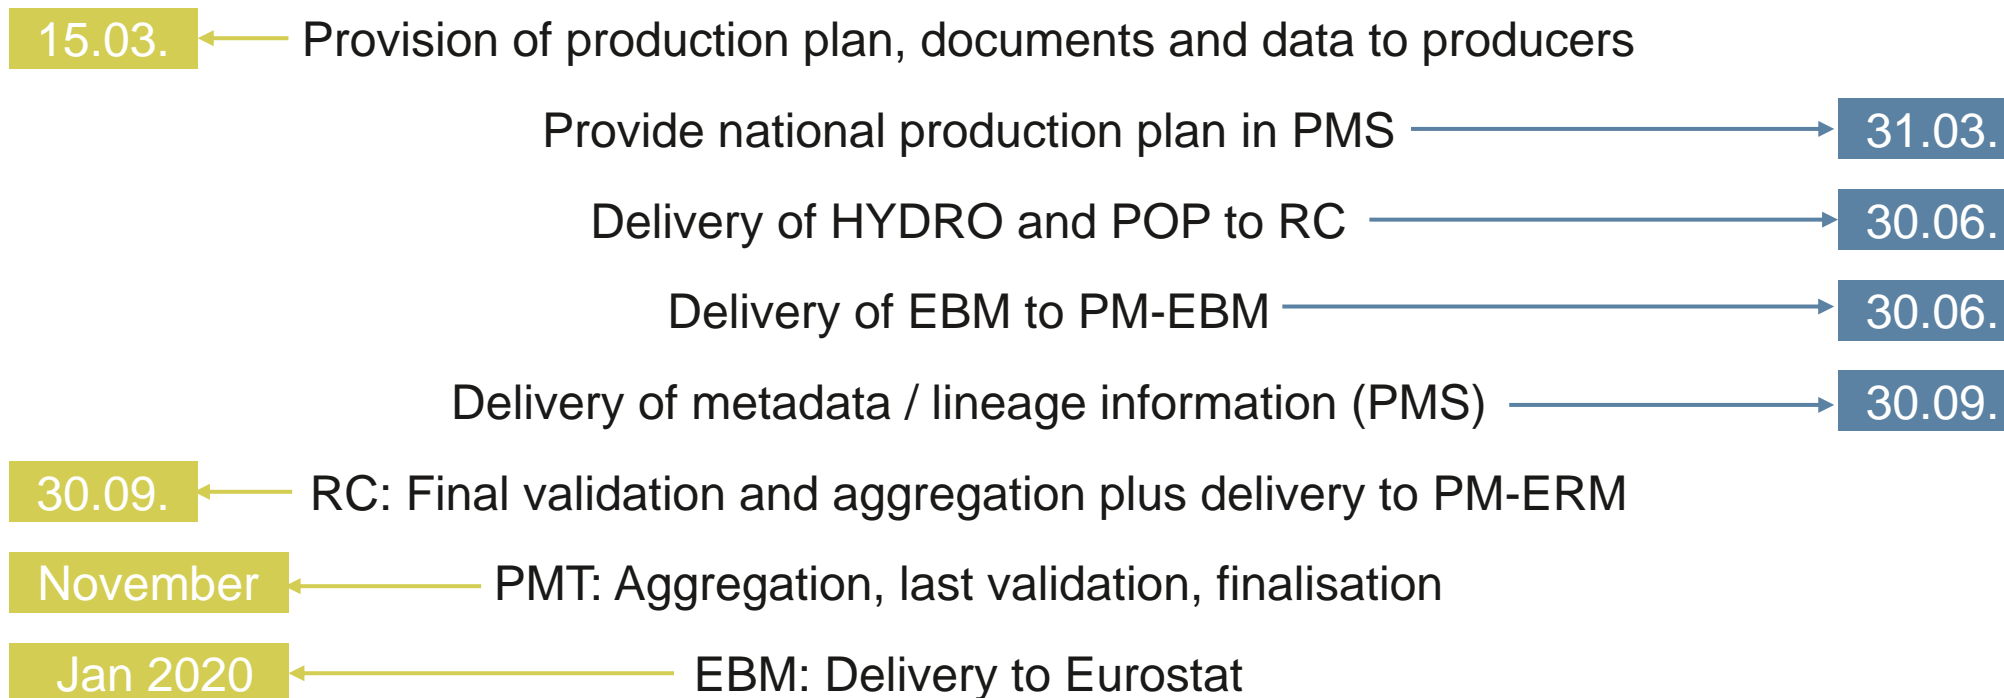 15.03. Provision of production plan, documents and data to producers
Provide national production plan in PMS 31.03.
Delivery of HYDRO and POP to RC 30.06.
Delivery of EBM to PM-EBM 30.06.
Delivery of metadata / lineage information (PMS) 30.09.
30.09. RC: Final validation and aggregation plus delivery to PM-ERM
November PMT: Aggregation, last validation, finalisation
Jan 2020 EBM: Delivery to Eurostat